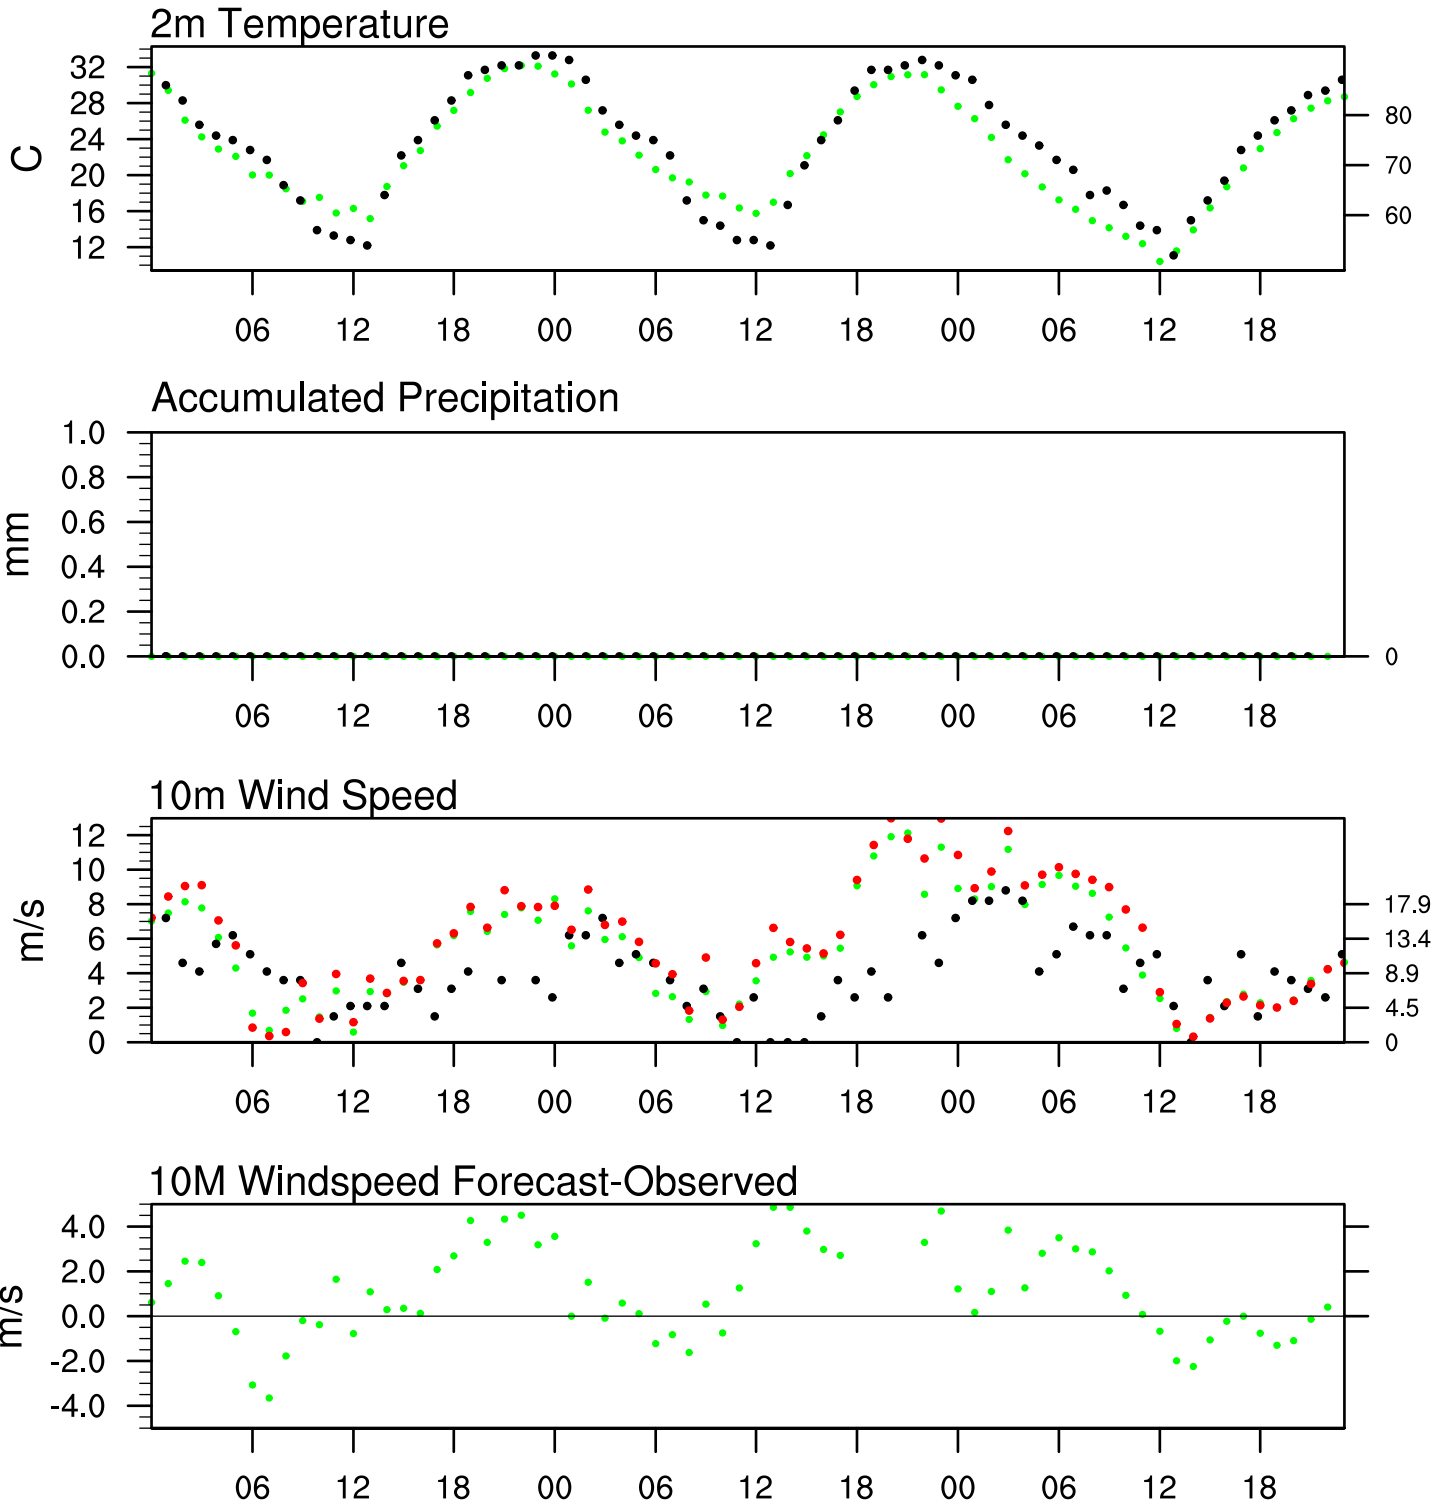 2m Temperature
32
28
24
20
16
12
C
80
70
60
06 12 18 00 06 12 18 00 06 12 18
Accumulated Precipitation
1.0
0.8
0.6
0.4
0.2
0.0
mm
0
06 12 18 00 06 12 18 00 06 12 18
10m Wind Speed
12
10
8
6
4
2
0
m/s
17.9
13.4
8.9
4.5
0
06 12 18 00 06 12 18 00 06 12 18
10M Windspeed Forecast-Observed
4.0
2.0
0.0
-2.0
-4.0
m/s
06 12 18 00 06 12 18 00 06 12 18